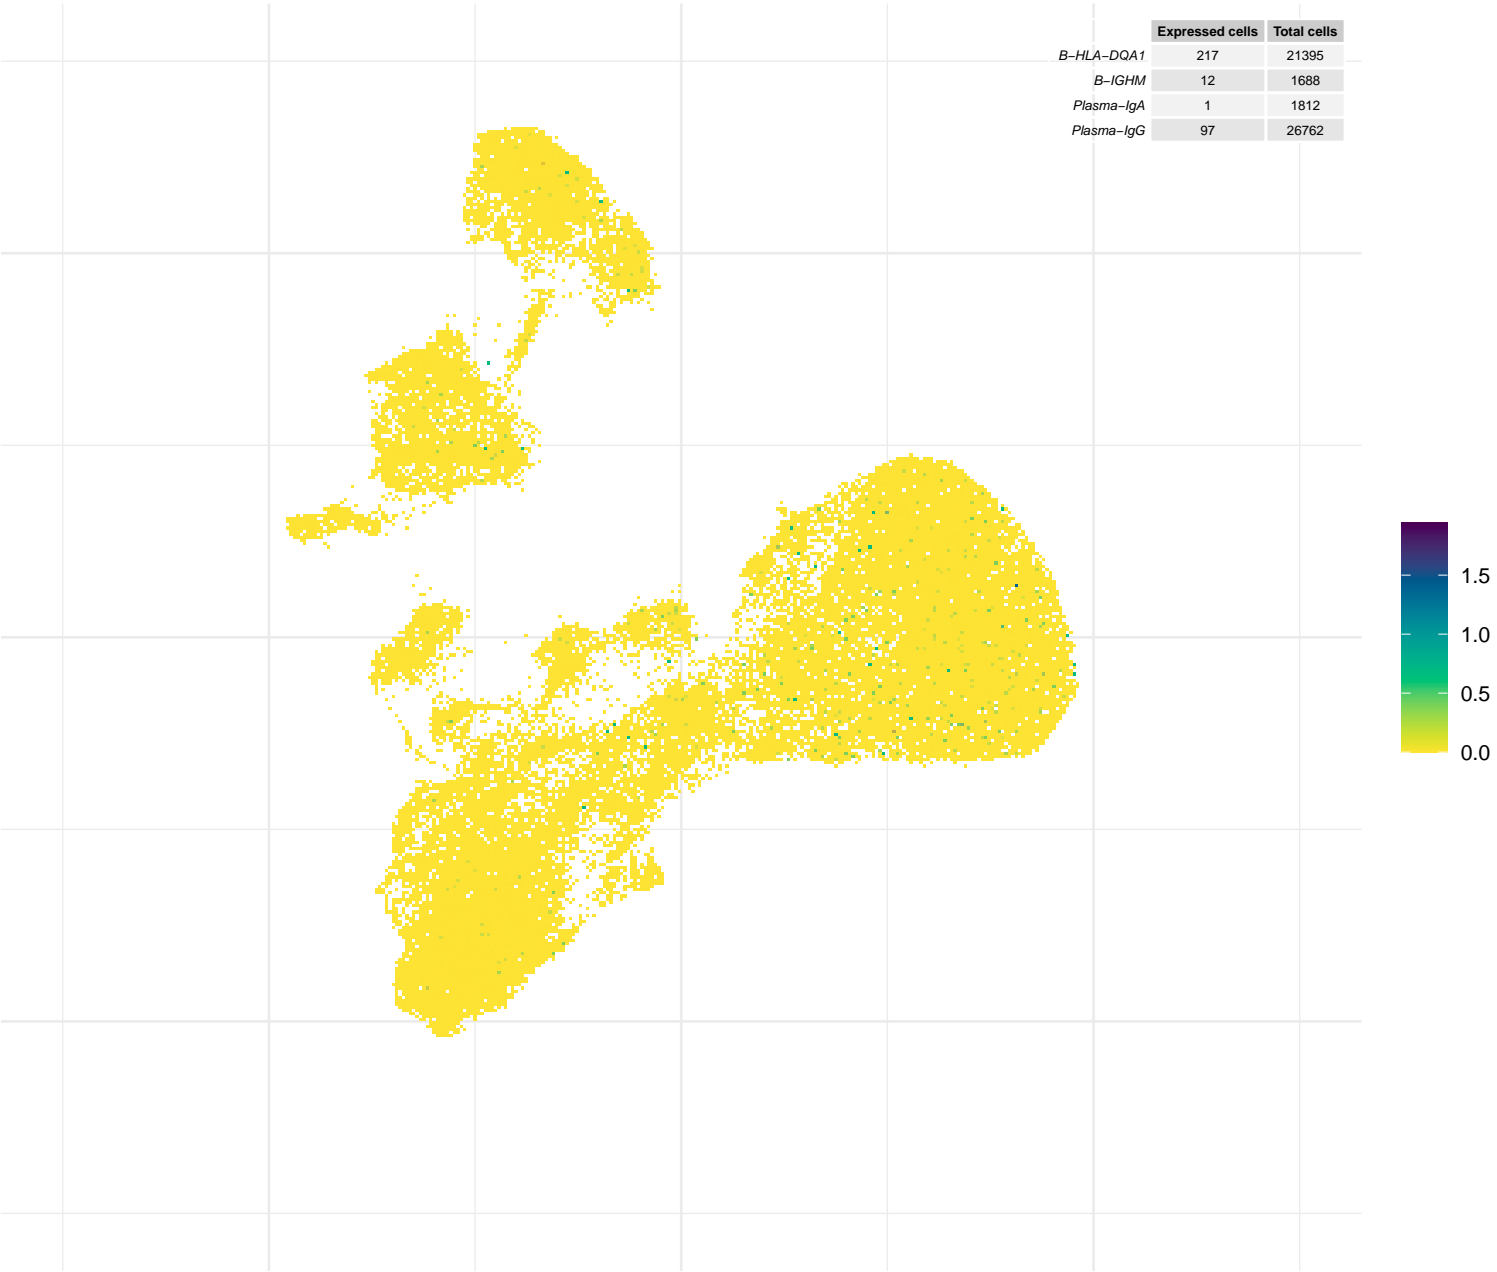 Expressed cells Total cells
B−HLA−DQA1 217 21395
B−IGHM 12 1688
Plasma−IgA 1 1812
Plasma−IgG 97 26762
1.5
1.0
0.5
0.0